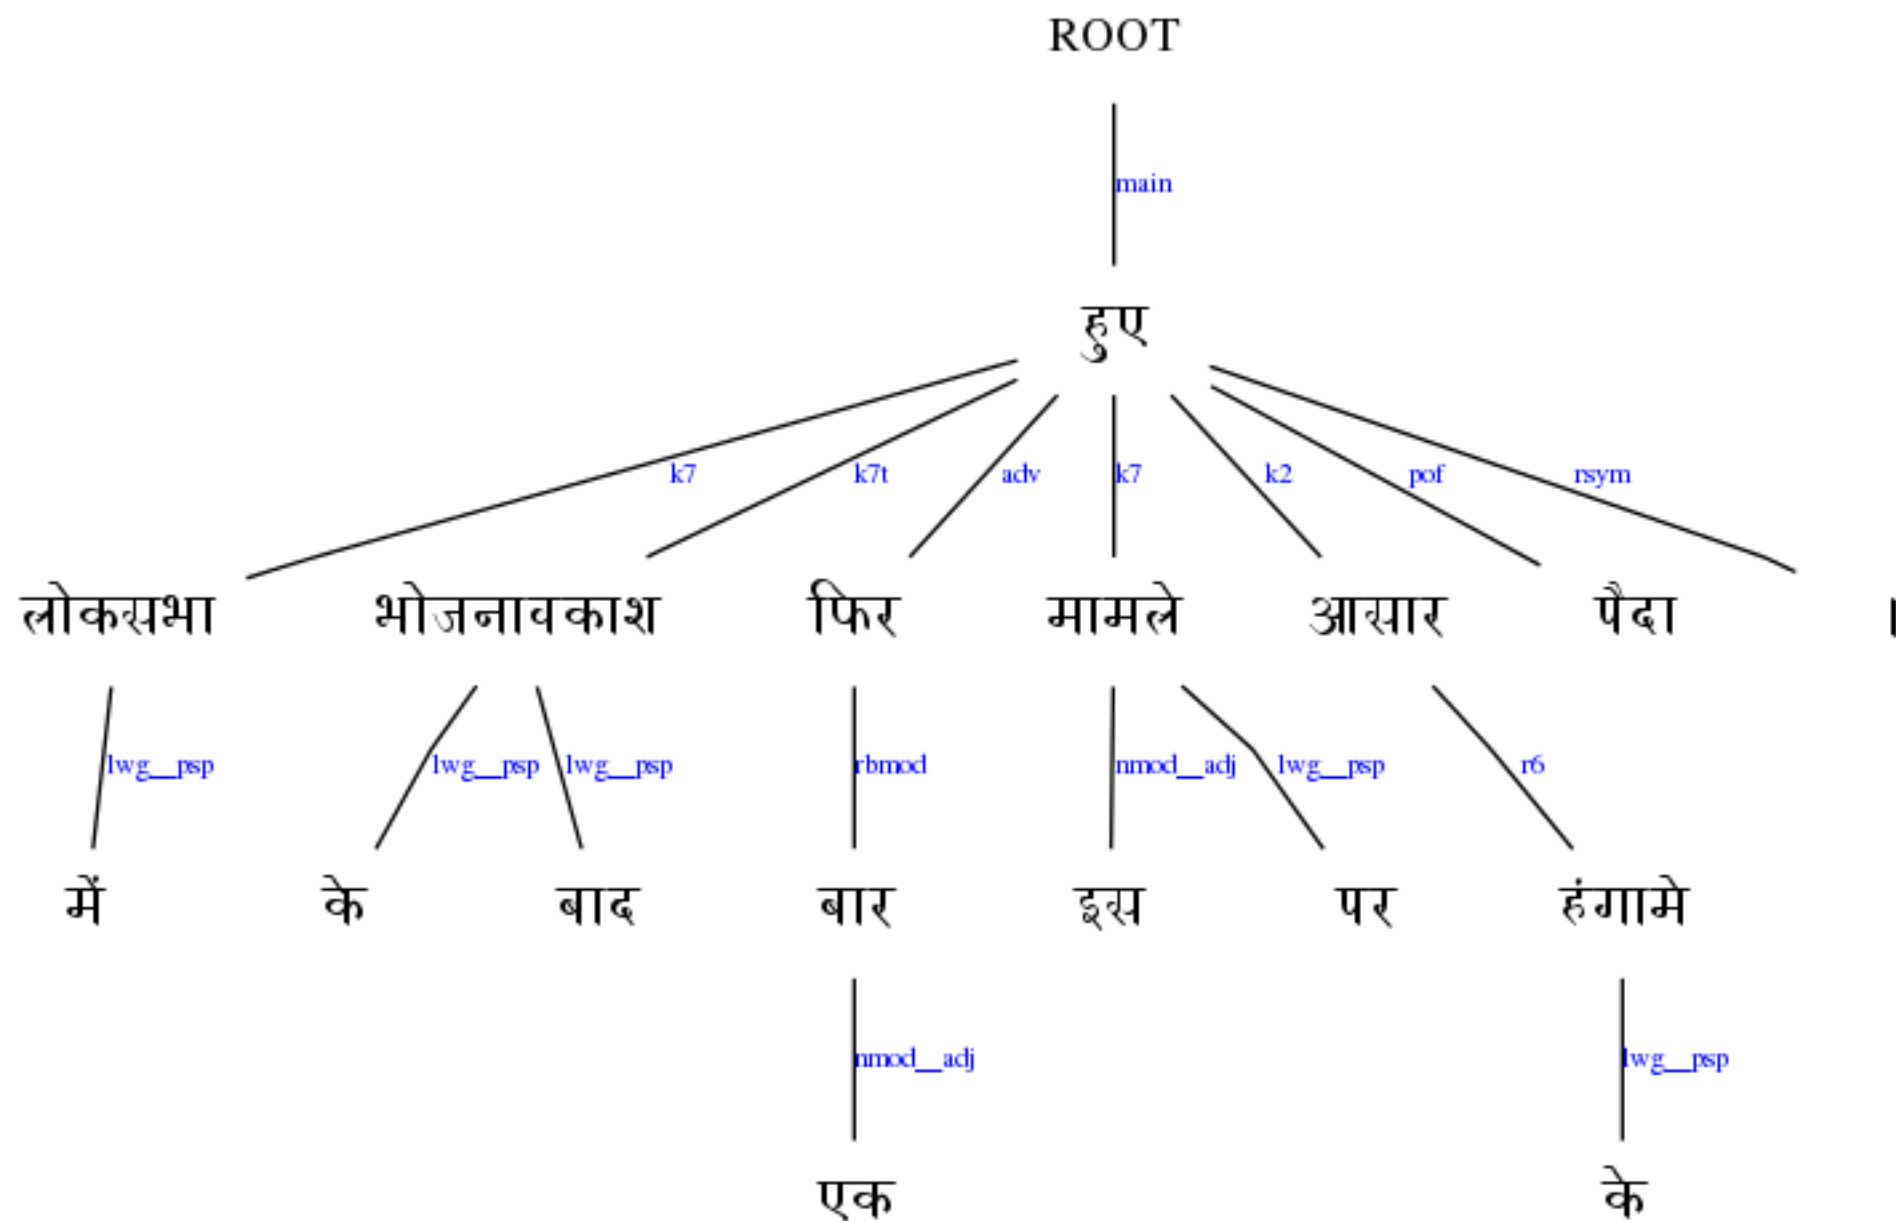 ROOT
main
हुए
k7 k7t adv k7 k2 pof rsym
लोकसभा भोजनावकाश फिर मामले आसार पैदा ।
lwg__psp lwg__psp lwg__psp rbmod nmod__adj lwg__psp r6
में के बाद बार इस पर हंगामे
nmod__adj lwg__psp
एक के